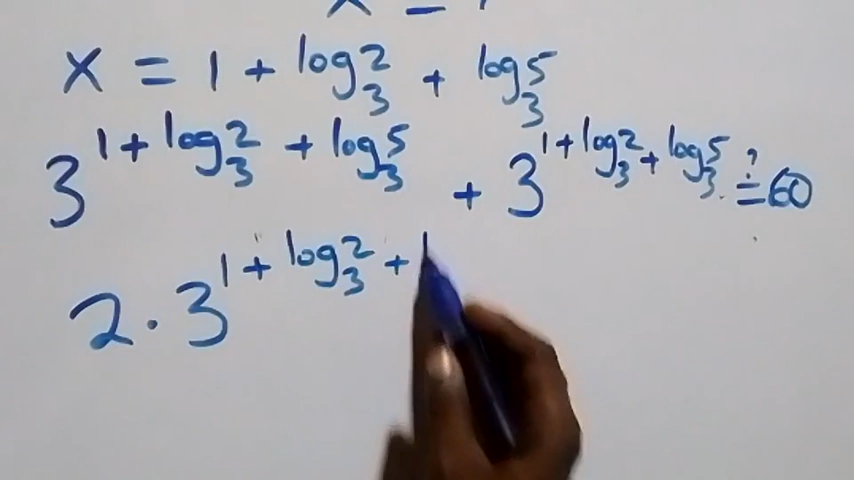 x = 1 + log₃2 + log₃5
3^(1 + log₃2 + log₃5) + 3^(1 + log₃2 + log₃5) ≟ 60
2 · 3^(1 + log₃2 +